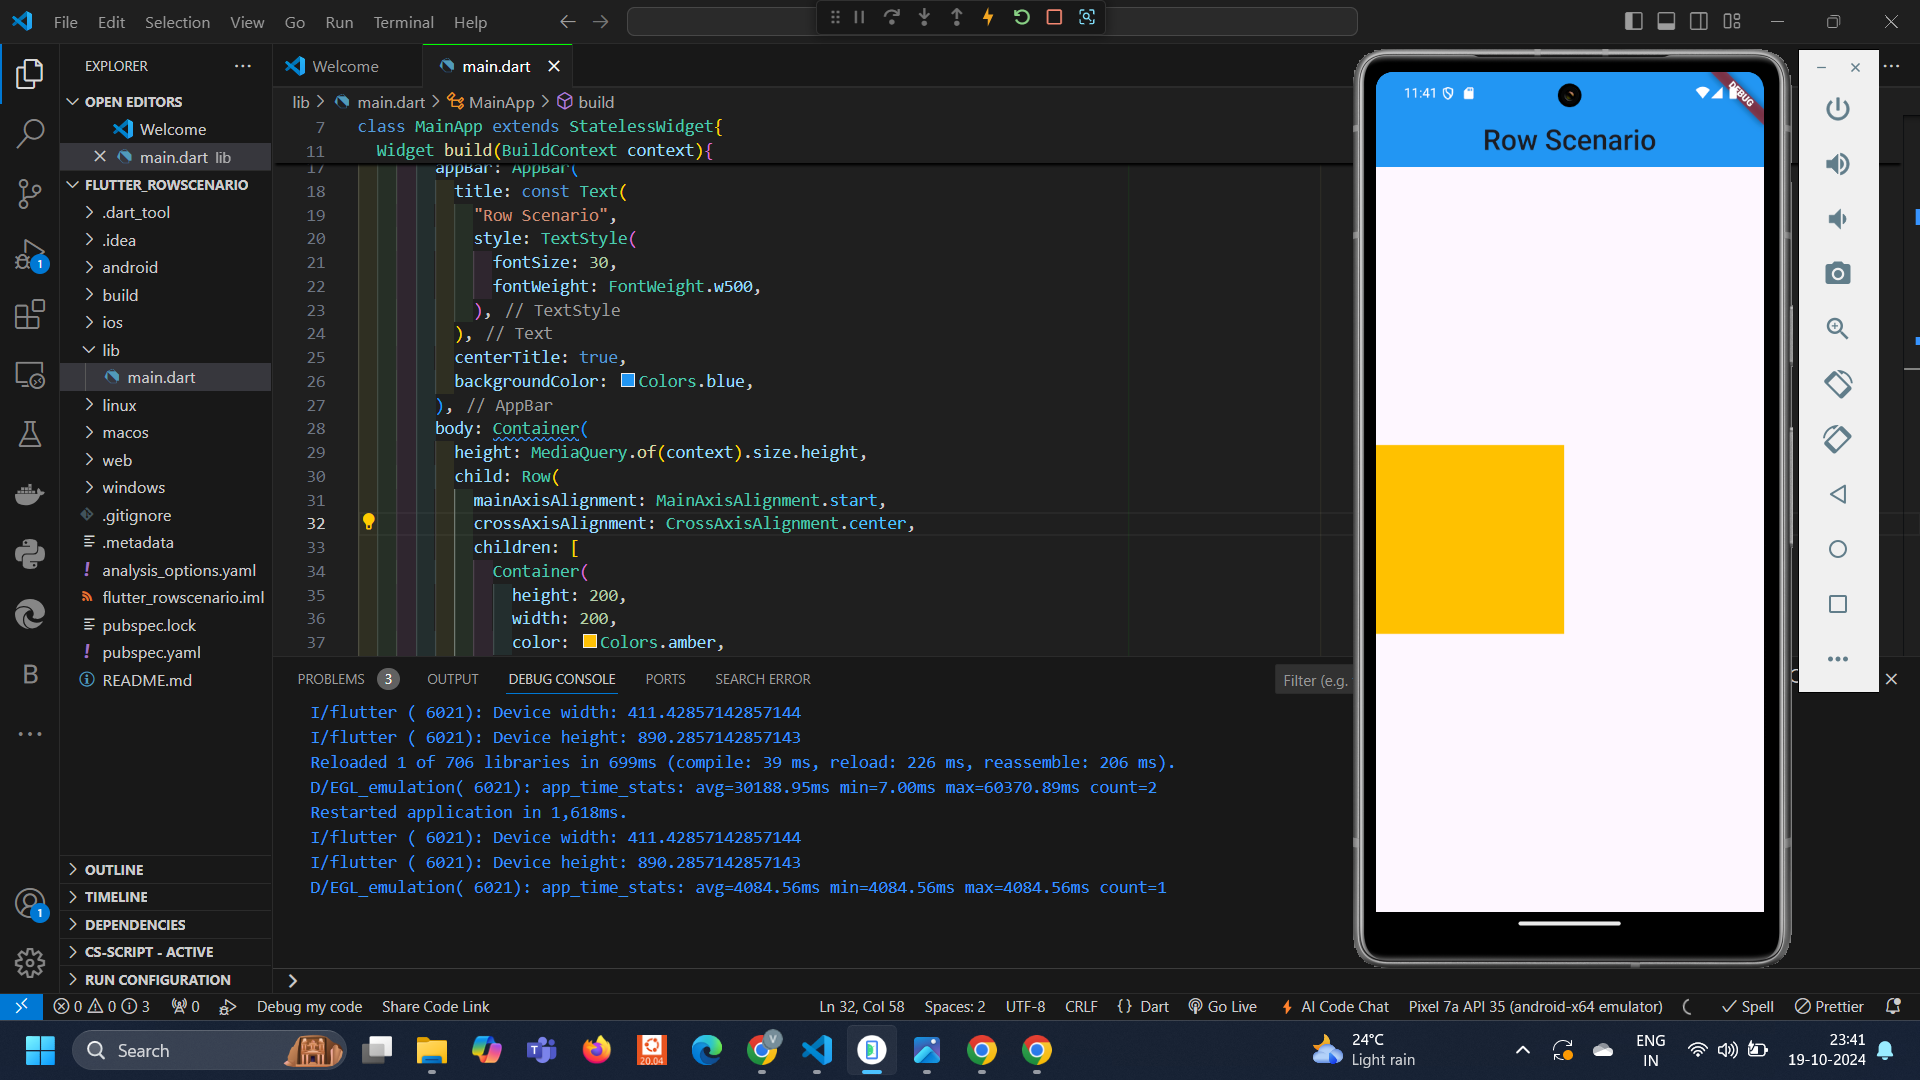 File Edit Selection View Go Run Terminal Help
EXPLORER
OPEN EDITORS
Welcome
main.dart lib
FLUTTER_ROWSCENARIO
.dart_tool
.idea
android
build
ios
lib
main.dart
linux
macos
web
windows
.gitignore
.metadata
analysis_options.yaml
flutter_rowscenario.iml
pubspec.lock
pubspec.yaml
README.md
OUTLINE
TIMELINE
DEPENDENCIES
CS-SCRIPT - ACTIVE
RUN CONFIGURATION
Welcome main.dart
lib > main.dart > MainApp > build
7 class MainApp extends StatelessWidget{
11 Widget build(BuildContext context){
17 appBar: AppBar(
18 title: const Text(
19 "Row Scenario",
20 style: TextStyle(
21 fontSize: 30,
22 fontWeight: FontWeight.w500,
23 ), // TextStyle
24 ), // Text
25 centerTitle: true,
26 backgroundColor: Colors.blue,
27 ), // AppBar
28 body: Container(
29 height: MediaQuery.of(context).size.height,
30 child: Row(
31 mainAxisAlignment: MainAxisAlignment.start,
32 crossAxisAlignment: CrossAxisAlignment.center,
33 children: [
34 Container(
35 height: 200,
36 width: 200,
37 color: Colors.amber,
PROBLEMS 3 OUTPUT DEBUG CONSOLE PORTS SEARCH ERROR Filter (e.g.
I/flutter ( 6021): Device width: 411.42857142857144
I/flutter ( 6021): Device height: 890.2857142857143
Reloaded 1 of 706 libraries in 699ms (compile: 39 ms, reload: 226 ms, reassemble: 206 ms).
D/EGL_emulation( 6021): app_time_stats: avg=30188.95ms min=7.00ms max=60370.89ms count=2
Restarted application in 1,618ms.
I/flutter ( 6021): Device width: 411.42857142857144
I/flutter ( 6021): Device height: 890.2857142857143
D/EGL_emulation( 6021): app_time_stats: avg=4084.56ms min=4084.56ms max=4084.56ms count=1
11:41
DEBUG
Row Scenario
1
B
1
0 0 3 0 Debug my code Share Code Link Ln 32, Col 58 Spaces: 2 UTF-8 CRLF {} Dart Go Live AI Code Chat Pixel 7a API 35 (android-x64 emulator) Spell Prettier
Search
20.04
V
24°C
Light rain
ENG
IN
23:41
19-10-2024